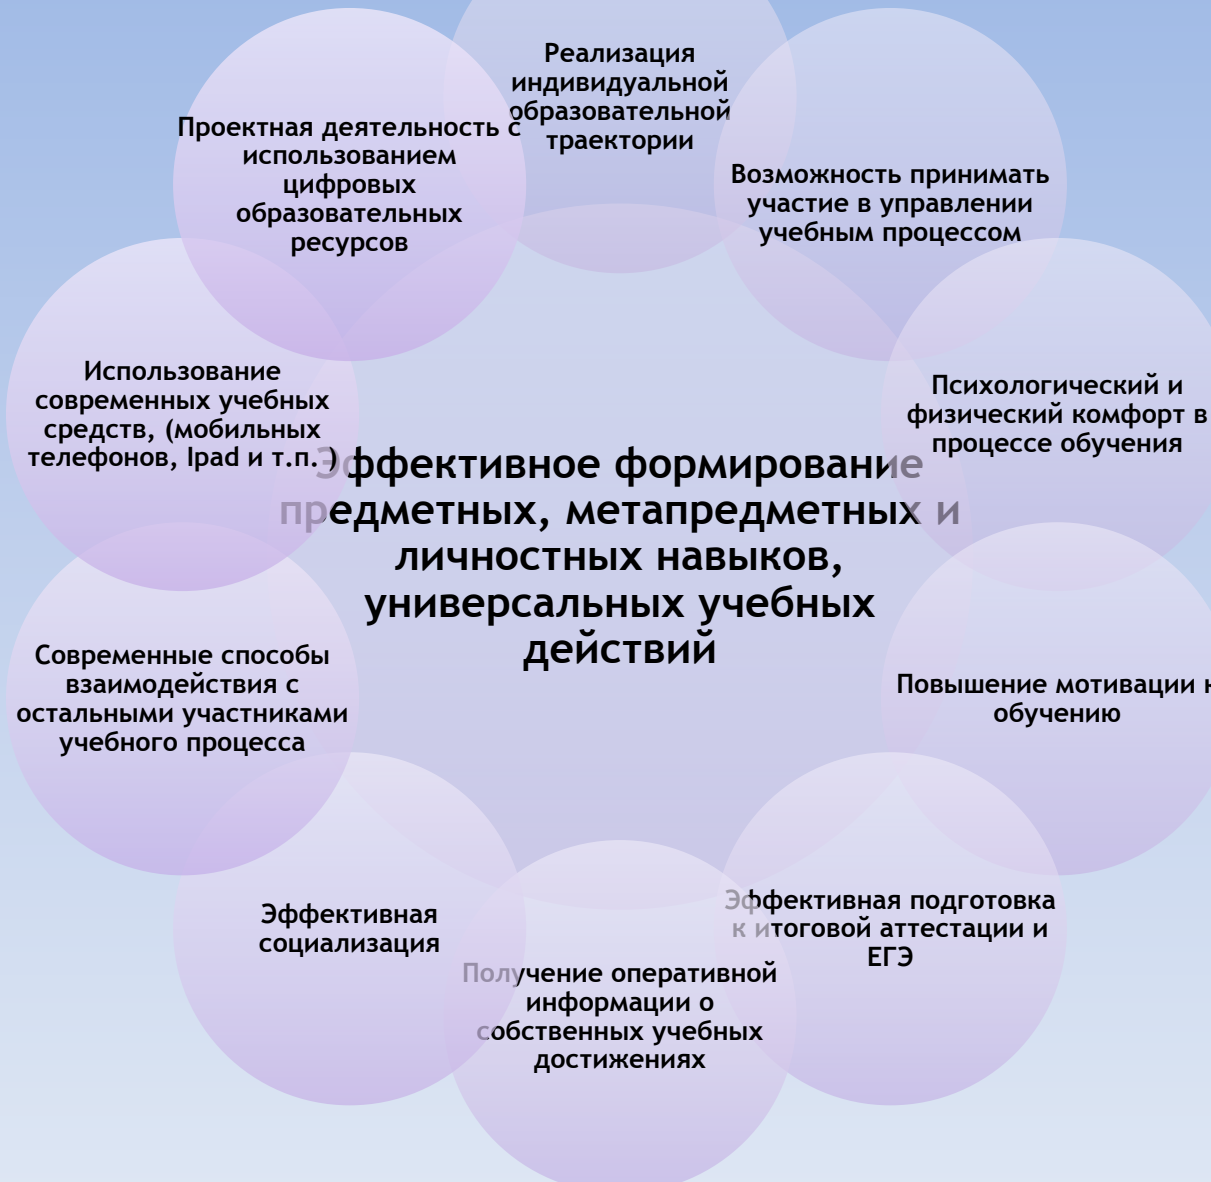 Реализация
индивидуальной
образовательной
траектории
Возможность принимать
участие в управлении
учебным процессом
Психологический и
физический комфорт в
процессе обучения
Повышение мотивации к
обучению
Эффективная подготовка
к итоговой аттестации и
ЕГЭ
Получение оперативной
информации о
собственных учебных
достижениях
Эффективная
социализация
Современные способы
взаимодействия с
остальными участниками
учебного процесса
Использование
современных учебных
средств, (мобильных
телефонов, Ipad и т.п. )
Проектная деятельность с
использованием
цифровых
образовательных
ресурсов
Эффективное формирование
предметных, метапредметных и
личностных навыков,
универсальных учебных
действий